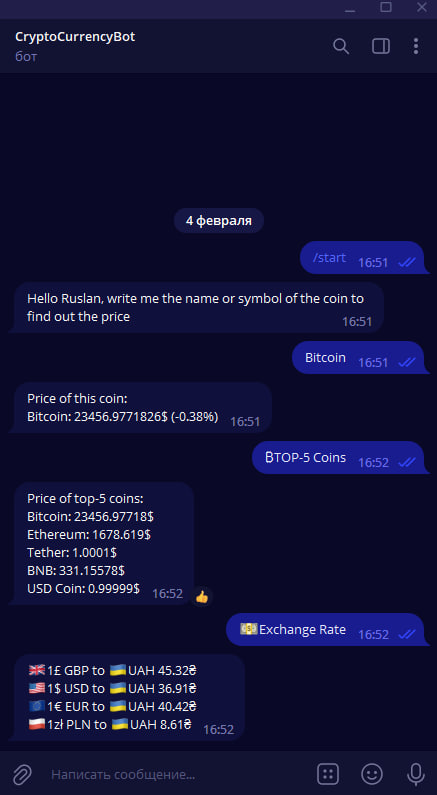 CryptoCurrencyBot
бот
4 февраля
/start 16:51
Hello Ruslan, write me the name or symbol of the coin to
find out the price
16:51
Bitcoin 16:51
Price of this coin:
Bitcoin: 23456.9771826$ (-0.38%) 16:51
₿TOP-5 Coins 16:52
Price of top-5 coins:
Bitcoin: 23456.97718$
Ethereum: 1678.619$
Tether: 1.0001$
BNB: 331.15578$
USD Coin: 0.99999$ 16:52 👍
💵Exchange Rate 16:52
🇬🇧1£ GBP to 🇺🇦UAH 45.32₴
🇺🇸1$ USD to 🇺🇦UAH 36.91₴
🇪🇺1€ EUR to 🇺🇦UAH 40.42₴
🇵🇱1zł PLN to 🇺🇦UAH 8.61₴ 16:52
Написать сообщение...